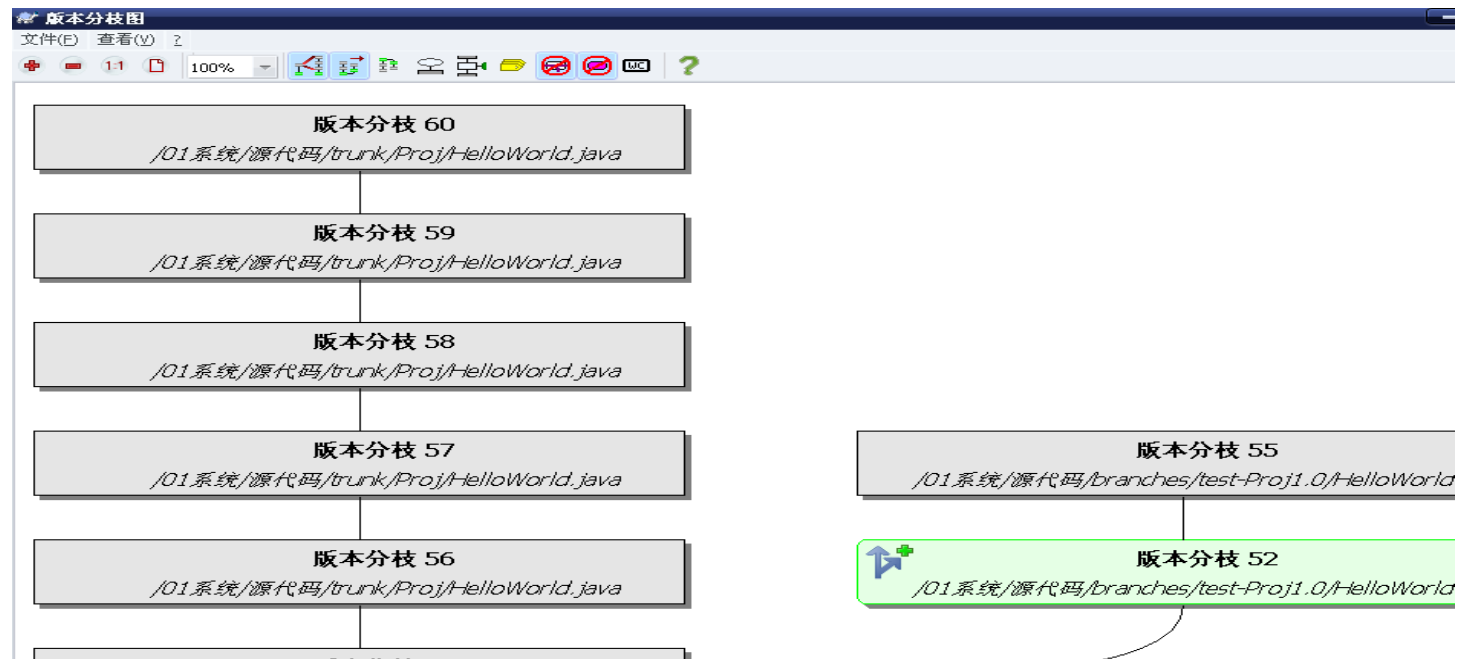 版本分枝图
文件(F) 查看(V) ?
1:1 100% WC ?
版本分枝 60
/01系统/源代码/trunk/Proj/HelloWorld.java
版本分枝 59
/01系统/源代码/trunk/Proj/HelloWorld.java
版本分枝 58
/01系统/源代码/trunk/Proj/HelloWorld.java
版本分枝 57
/01系统/源代码/trunk/Proj/HelloWorld.java
版本分枝 55
/01系统/源代码/branches/test-Proj1.0/HelloWorld
版本分枝 56
/01系统/源代码/trunk/Proj/HelloWorld.java
版本分枝 52
/01系统/源代码/branches/test-Proj1.0/HelloWorld